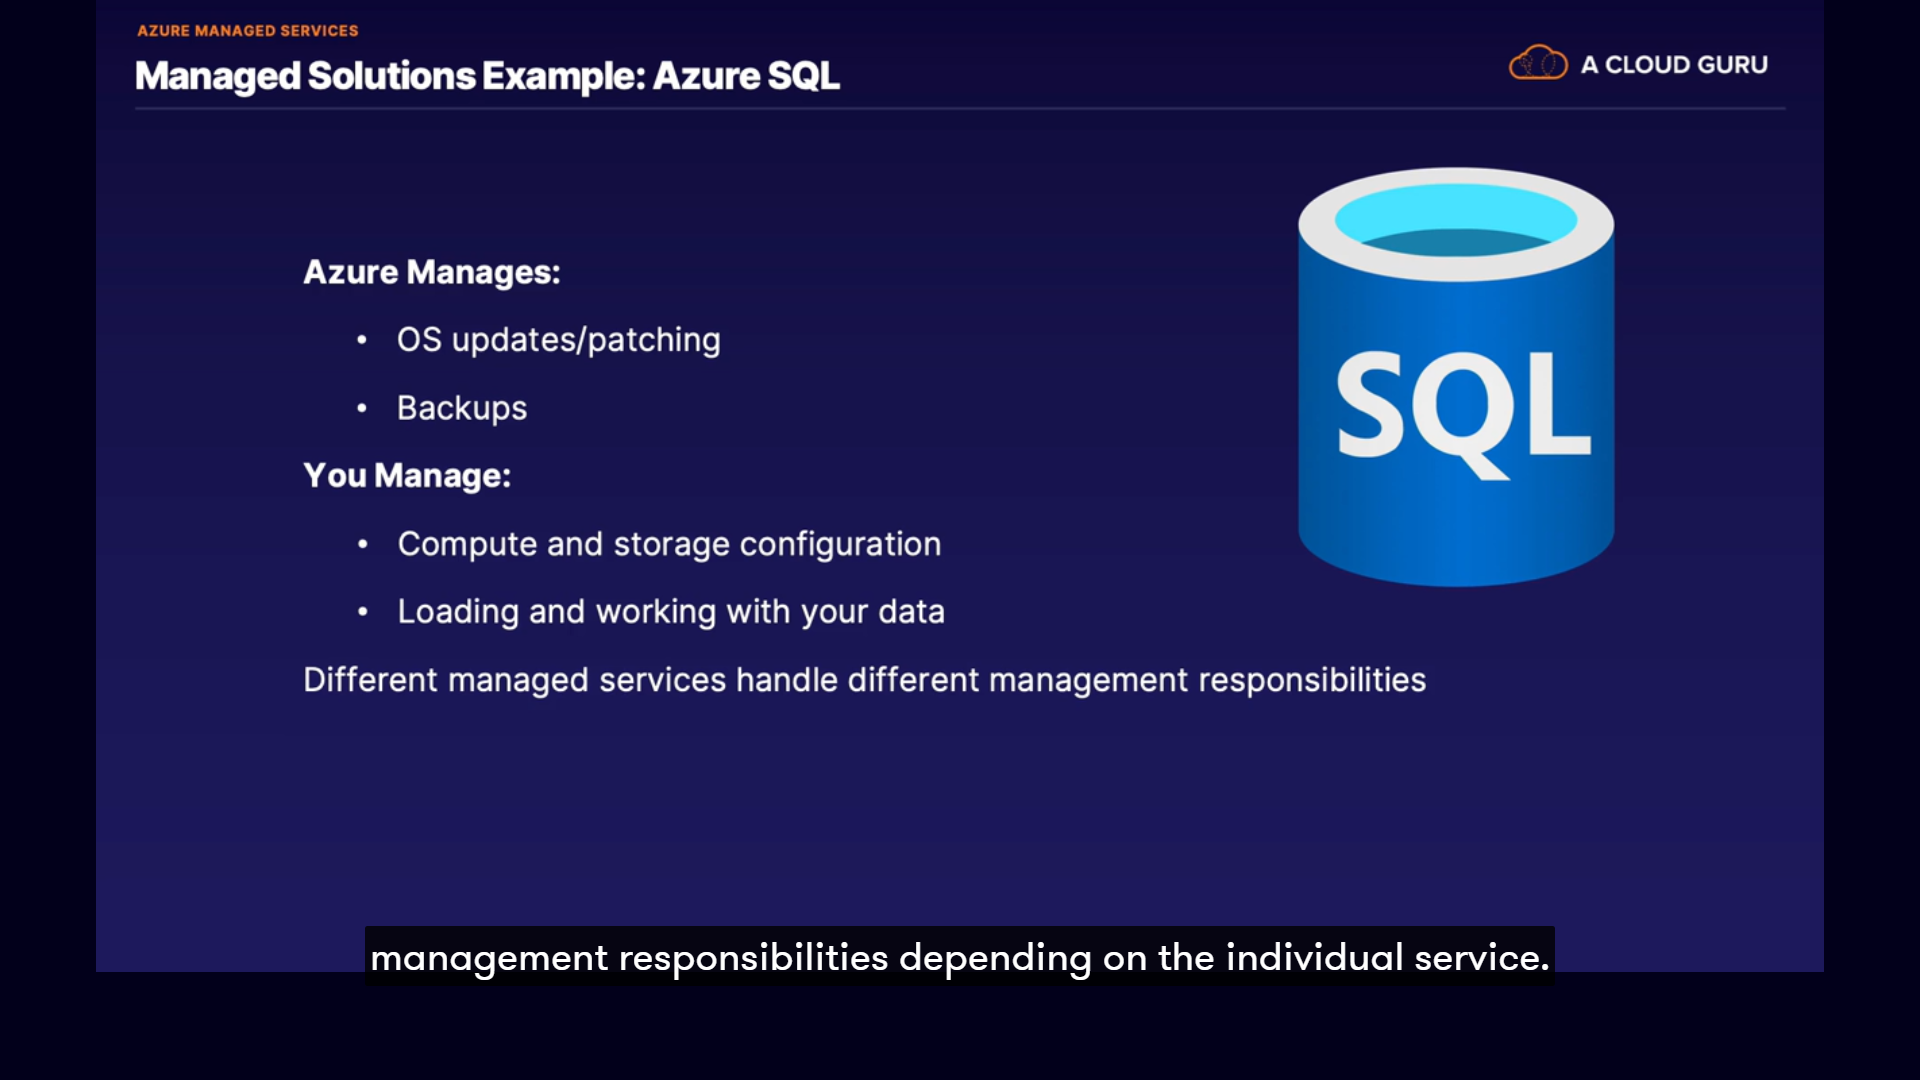 AZURE MANAGED SERVICES
Managed Solutions Example: Azure SQL
A CLOUD GURU
Azure Manages:
• OS updates/patching
• Backups
You Manage:
• Compute and storage configuration
• Loading and working with your data
Different managed services handle different management responsibilities
SQL
management responsibilities depending on the individual service.